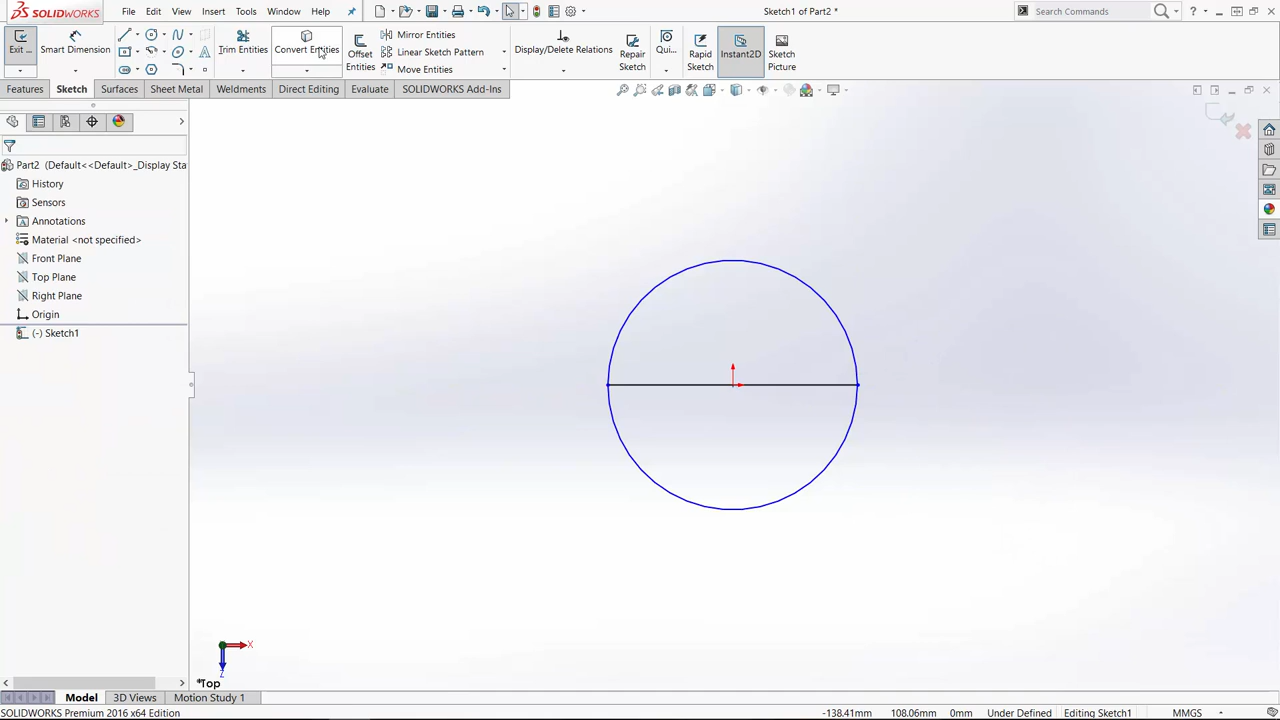 SOLIDWORKS File Edit View Insert Tools Window Help Sketch1 of Part2 * Search Commands ?
Exit ... Smart Dimension Trim Entities Convert Entities Offset Entities Mirror Entities Linear Sketch Pattern Move Entities Display/Delete Relations Repair Sketch Qui... Rapid Sketch Instant2D Sketch Picture
Features Sketch Surfaces Sheet Metal Weldments Direct Editing Evaluate SOLIDWORKS Add-Ins
Part2 (Default<<Default>_Display Sta
History
Sensors
Annotations
Material <not specified>
Front Plane
Top Plane
Right Plane
Origin
(-) Sketch1
X
Z
*Top
Model 3D Views Motion Study 1
SOLIDWORKS Premium 2016 x64 Edition -138.41mm 108.06mm 0mm Under Defined Editing Sketch1 MMGS